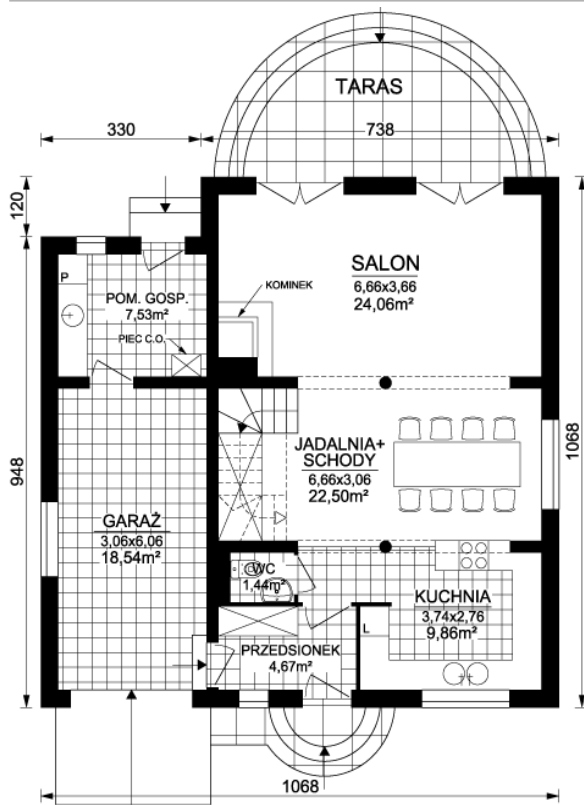 TARAS
330
738
120
SALON
6,66x3,66
24,06m²
P
POM. GOSP.
7,53m²
KOMINEK
PIEC C.O.
948
1068
JADALNIA+
SCHODY
6,66x3,06
22,50m²
GARAŻ
3,06x6,06
18,54m²
WC
1,44m²
KUCHNIA
3,74x2,76
9,86m²
L
PRZEDSIONEK
4,67m²
1068